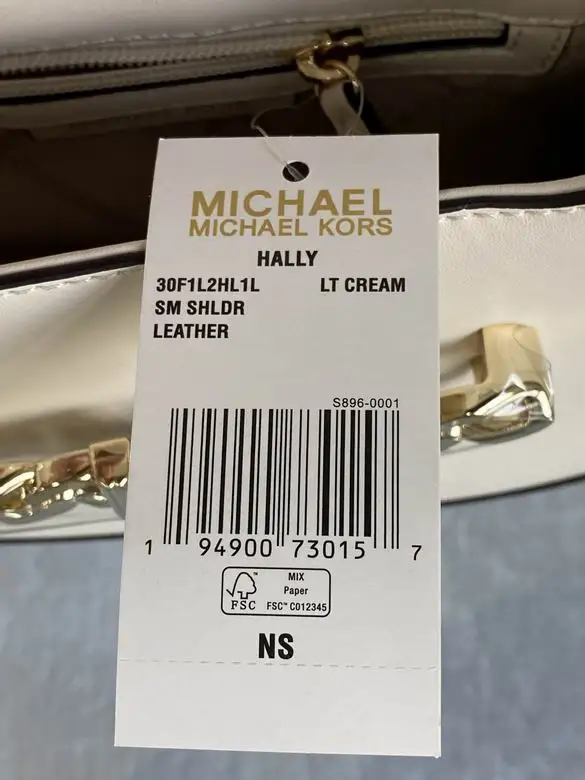 MICHAEL
MICHAEL KORS
HALLY
30F1L2HL1L LT CREAM
SM SHLDR
LEATHER
S896-0001
1 94900 73015 7
FSC
MIX
Paper
FSC™ C012345
NS